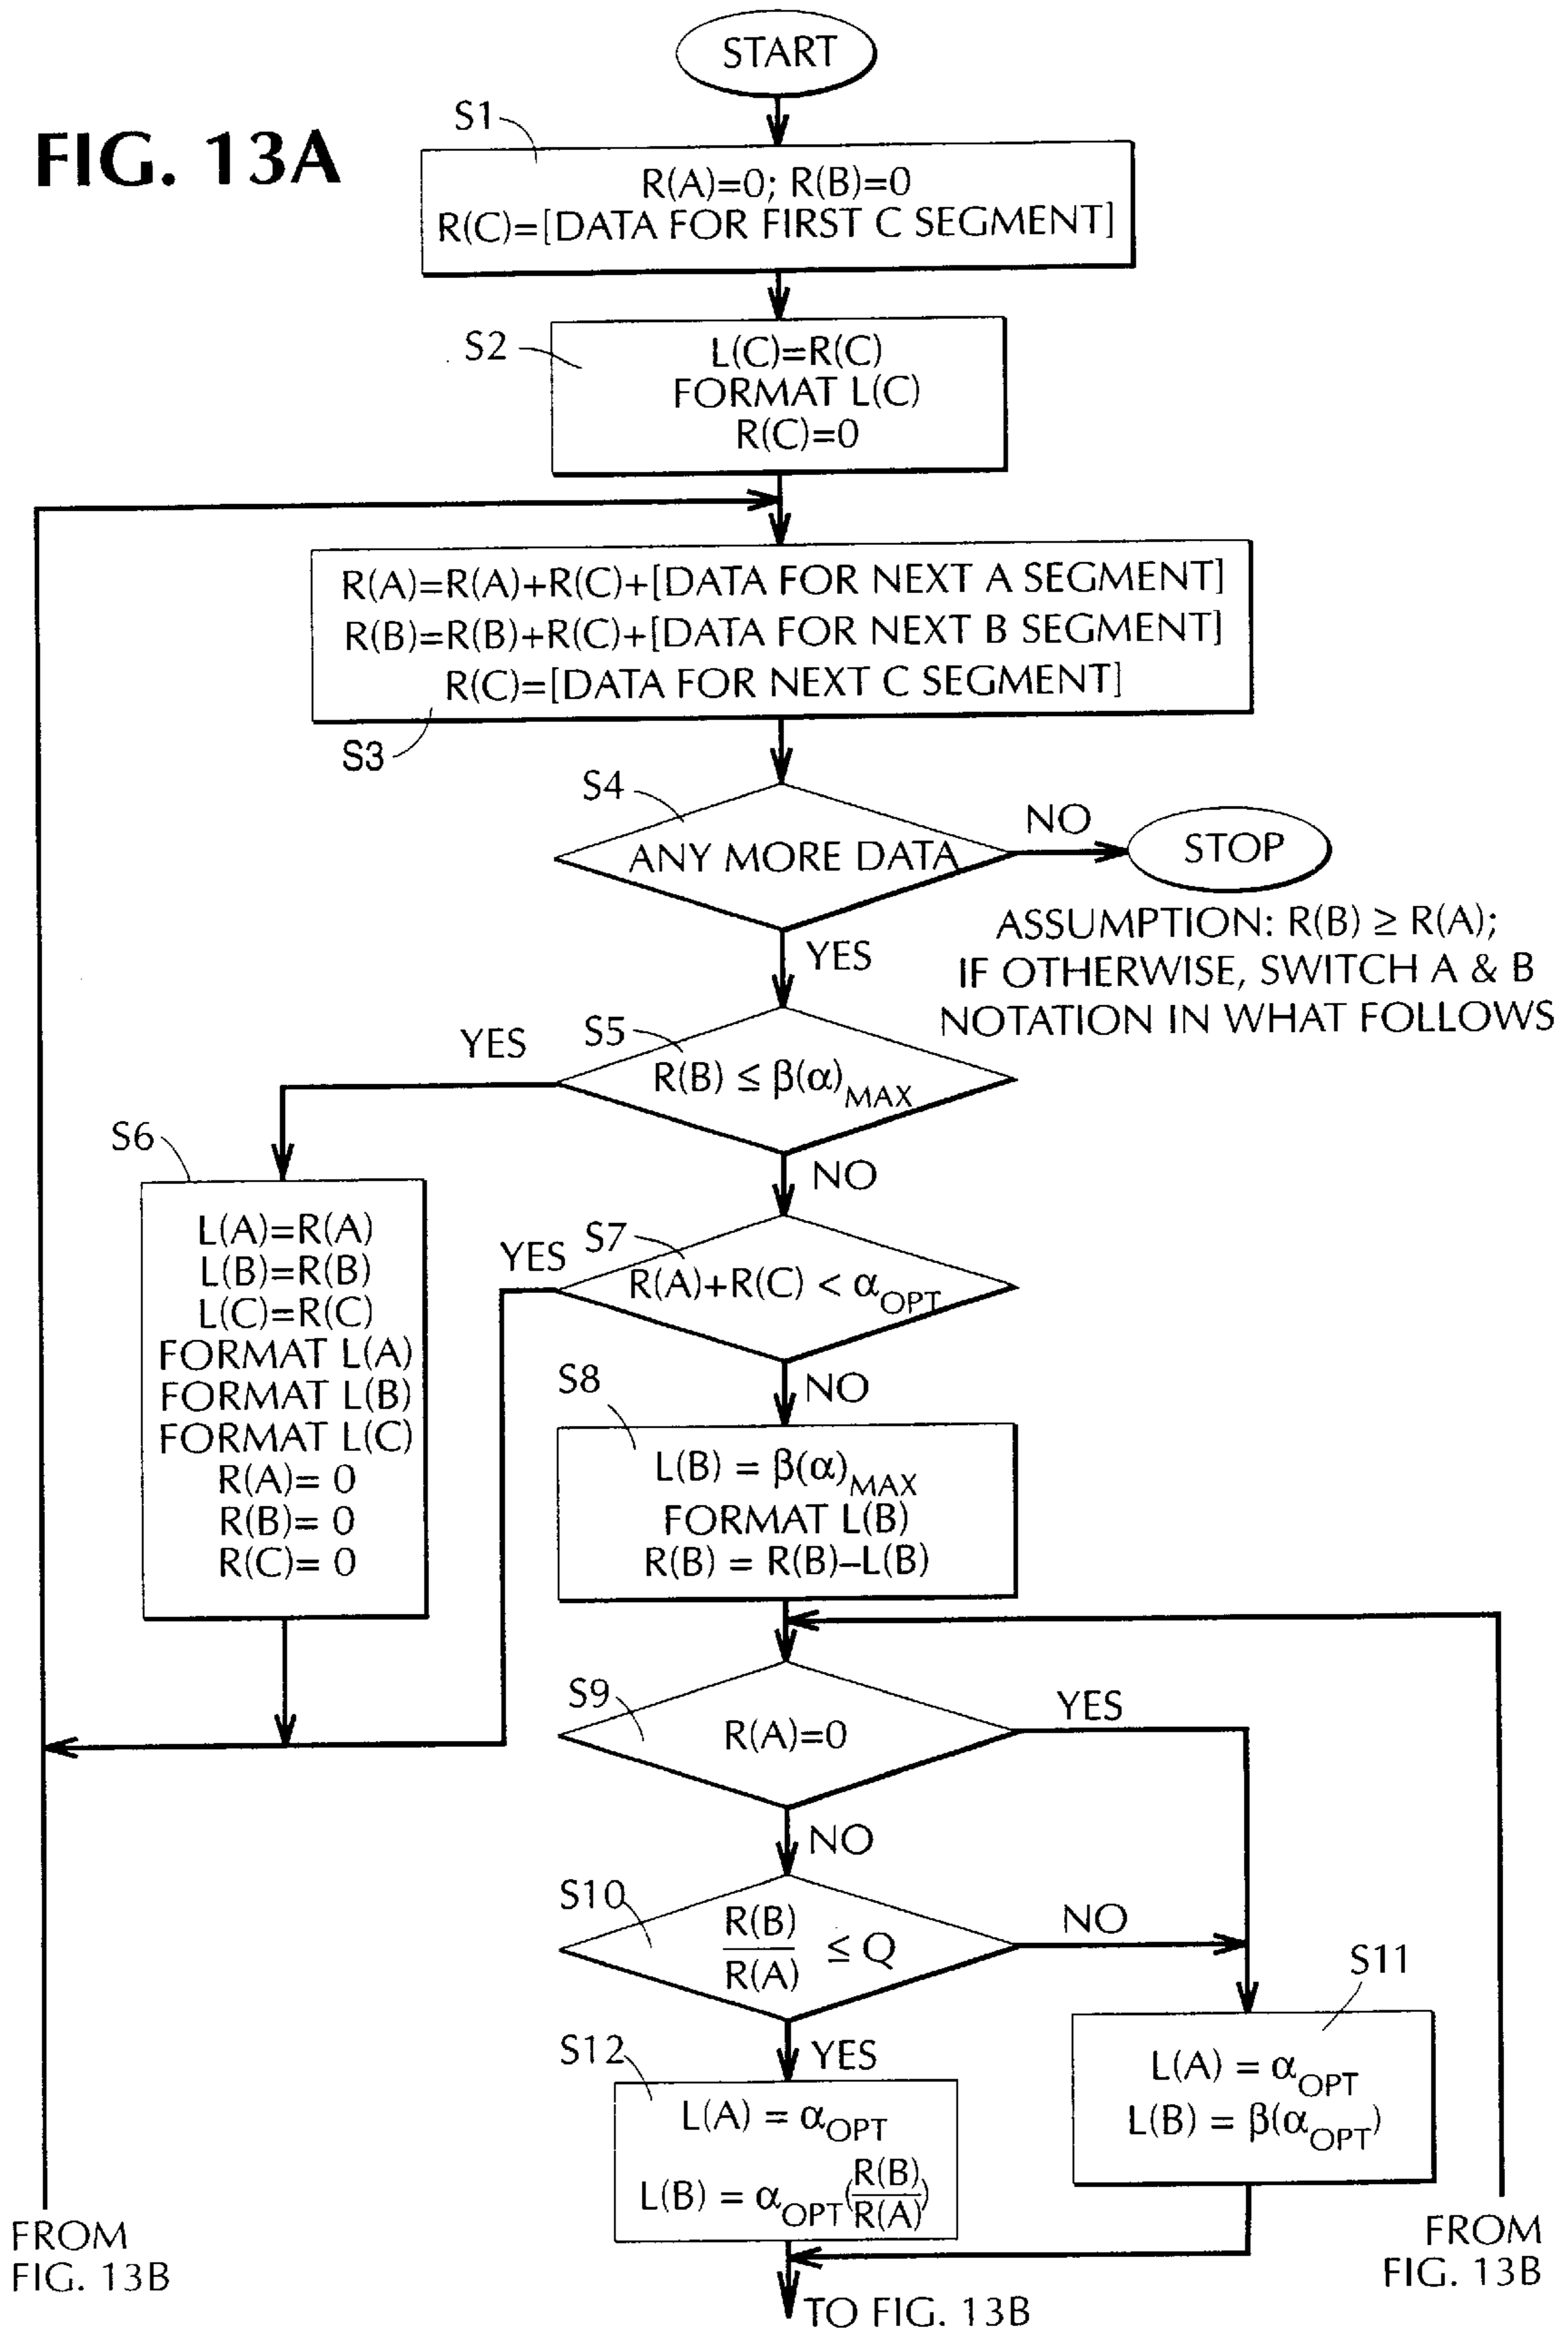 START
S1
FIG. 13A
R(A)=0; R(B)=0
R(C)=[DATA FOR FIRST C SEGMENT]
S2
L(C)=R(C)
FORMAT L(C)
R(C)=0
R(A)=R(A)+R(C)+[DATA FOR NEXT A SEGMENT]
R(B)=R(B)+R(C)+[DATA FOR NEXT B SEGMENT]
R(C)=[DATA FOR NEXT C SEGMENT]
S3
S4
ANY MORE DATA
NO
STOP
YES
ASSUMPTION: R(B) ≥ R(A);
IF OTHERWISE, SWITCH A & B
NOTATION IN WHAT FOLLOWS
S5
YES
R(B) ≤ β(α)MAX
NO
S6
L(A)=R(A)
L(B)=R(B)
L(C)=R(C)
FORMAT L(A)
FORMAT L(B)
FORMAT L(C)
R(A)= 0
R(B)= 0
R(C)= 0
S7
YES
R(A)+R(C) < αOPT
NO
S8
L(B) = β(α)MAX
FORMAT L(B)
R(B) = R(B)–L(B)
S9
R(A)=0
YES
NO
S10
R(B)
R(A)
≤ Q
NO
YES
S11
L(A) = αOPT
L(B) = β(αOPT)
S12
L(A) = αOPT
L(B) = αOPT(R(B)/R(A))
FROM
FIG. 13B
TO FIG. 13B
FROM
FIG. 13B